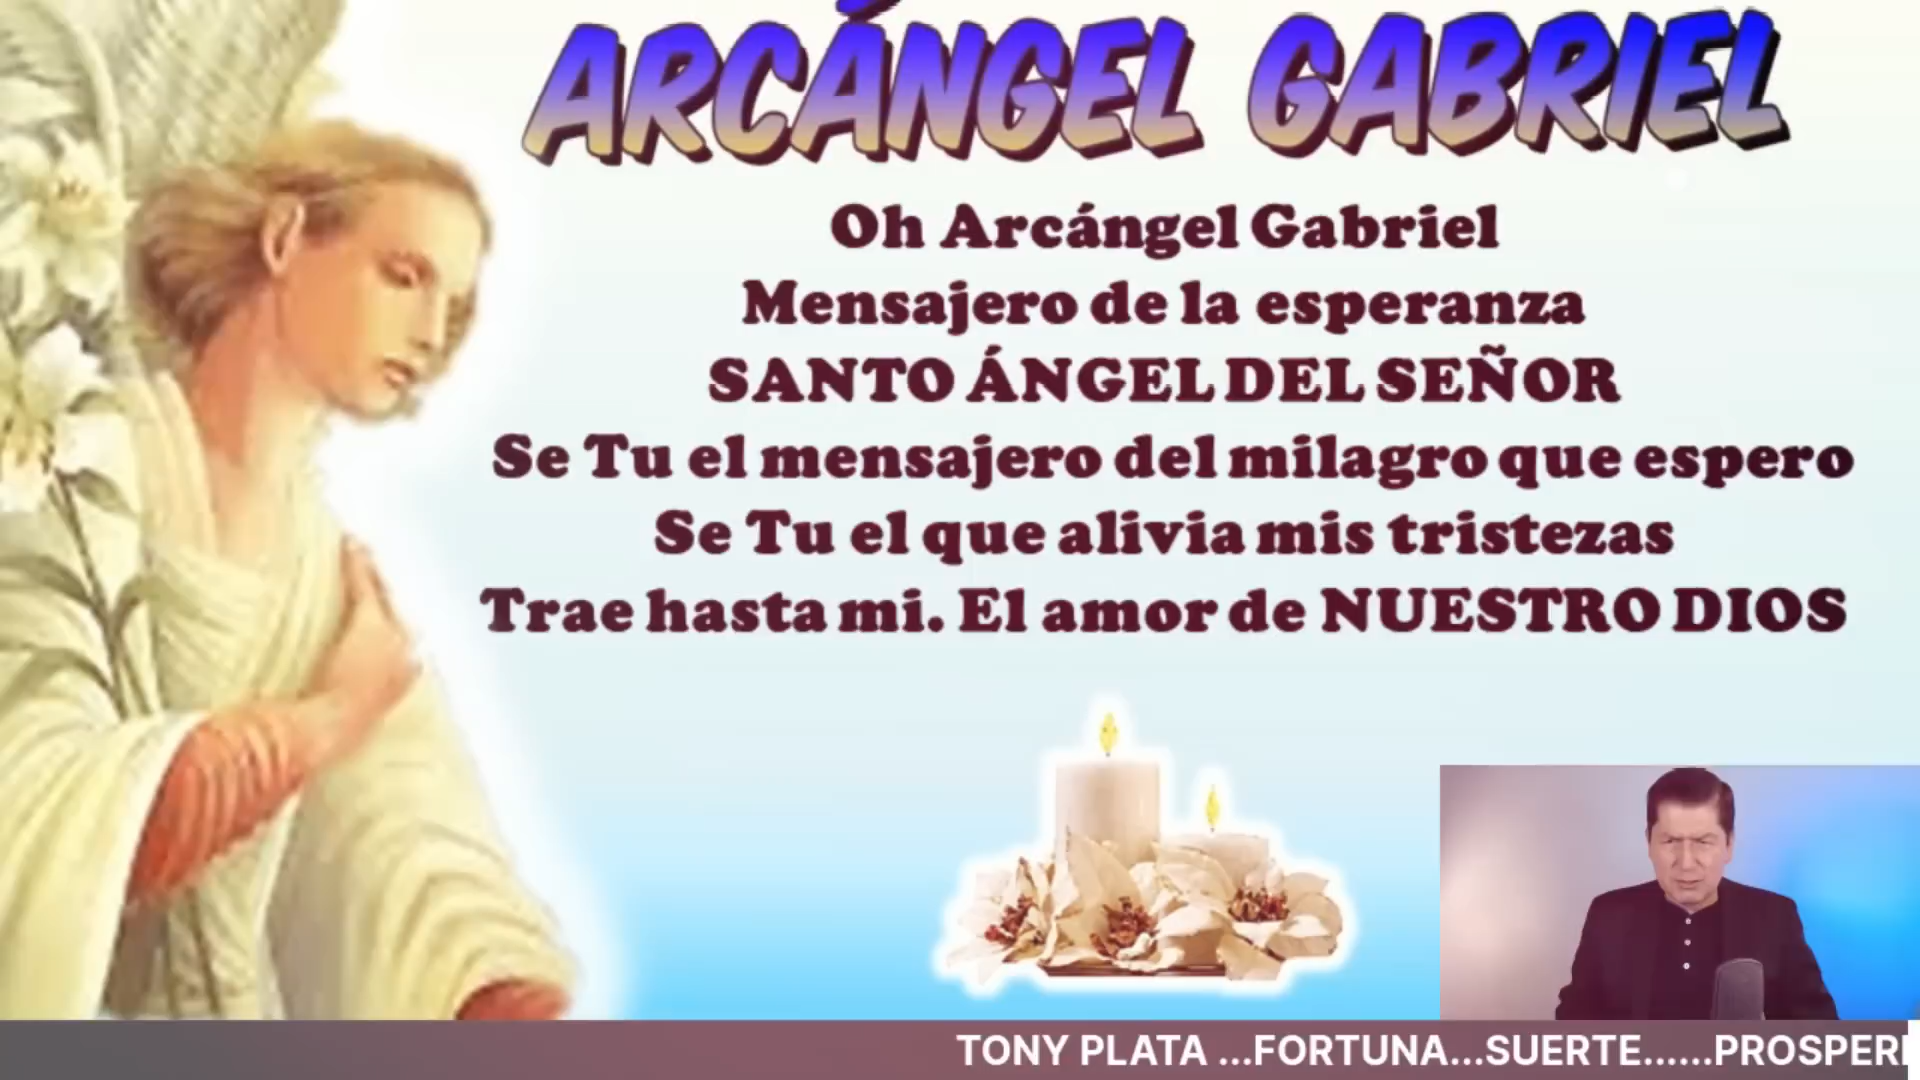 ARCÁNGEL GABRIEL
Oh Arcángel Gabriel
Mensajero de la esperanza
SANTO ÁNGEL DEL SEÑOR
Se Tu el mensajero del milagro que espero
Se Tu el que alivia mis tristezas
Trae hasta mi. El amor de NUESTRO DIOS
TONY PLATA ...FORTUNA...SUERTE......PROSPERI